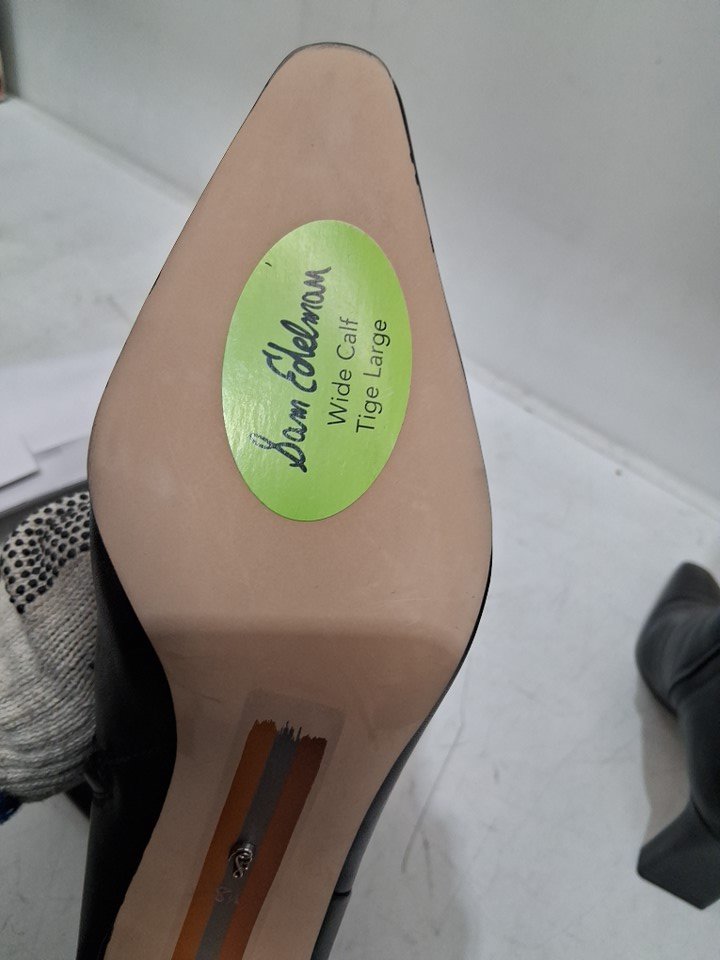 Sam Edelman
Wide Calf
Tige Large